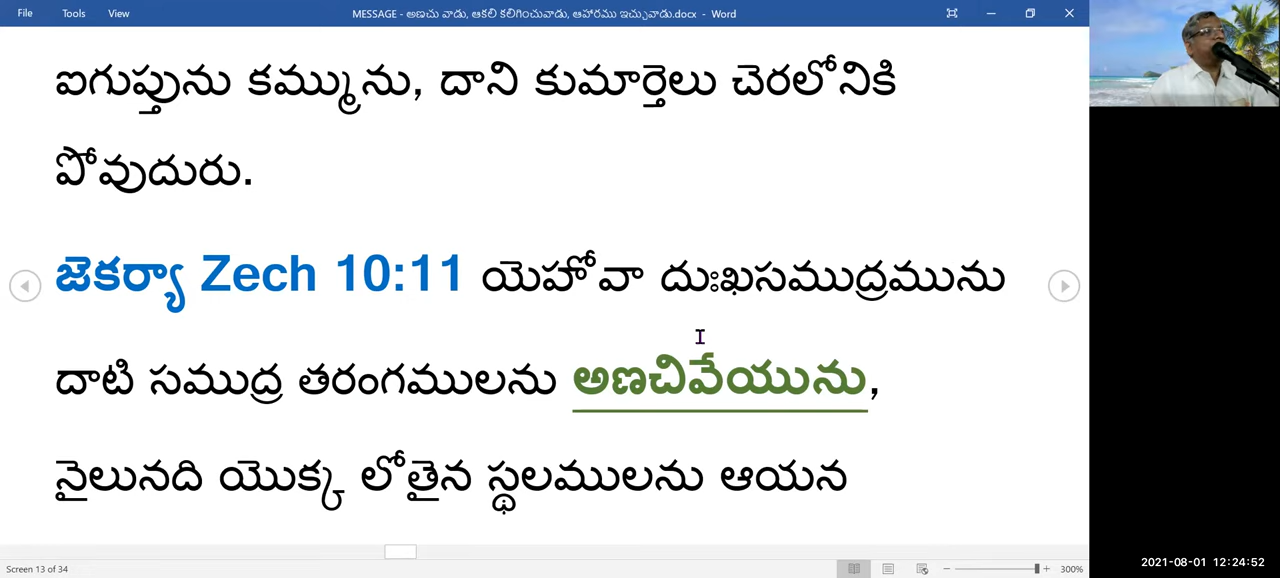 File Tools View MESSAGE - అణచు వాడు, ఆకలి కలిగించువాడు, ఆహారము ఇచ్చువాడు.docx - Word
ఐగుప్తును కమ్మును, దాని కుమార్తెలు చెరలోనికి
పోవుదురు.
జెకర్యా Zech 10:11 యెహోవా దుఃఖసముద్రమును
దాటి సముద్ర తరంగములను అణచివేయును,
నైలునది యొక్క లోతైన స్థలములను ఆయన
Screen 13 of 34 300%
2021-08-01 12:24:52